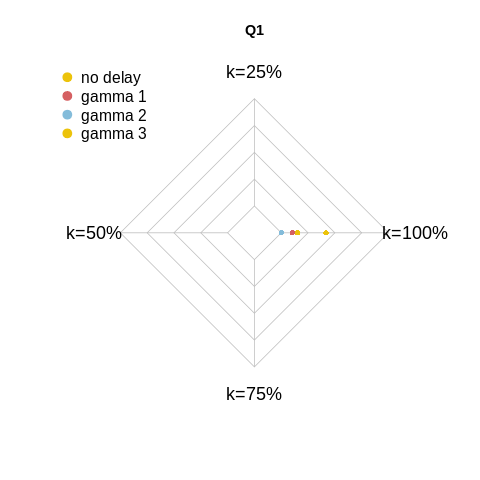 Q1
k=25%
no delay
gamma 1
gamma 2
gamma 3
k=50%
k=100%
k=75%